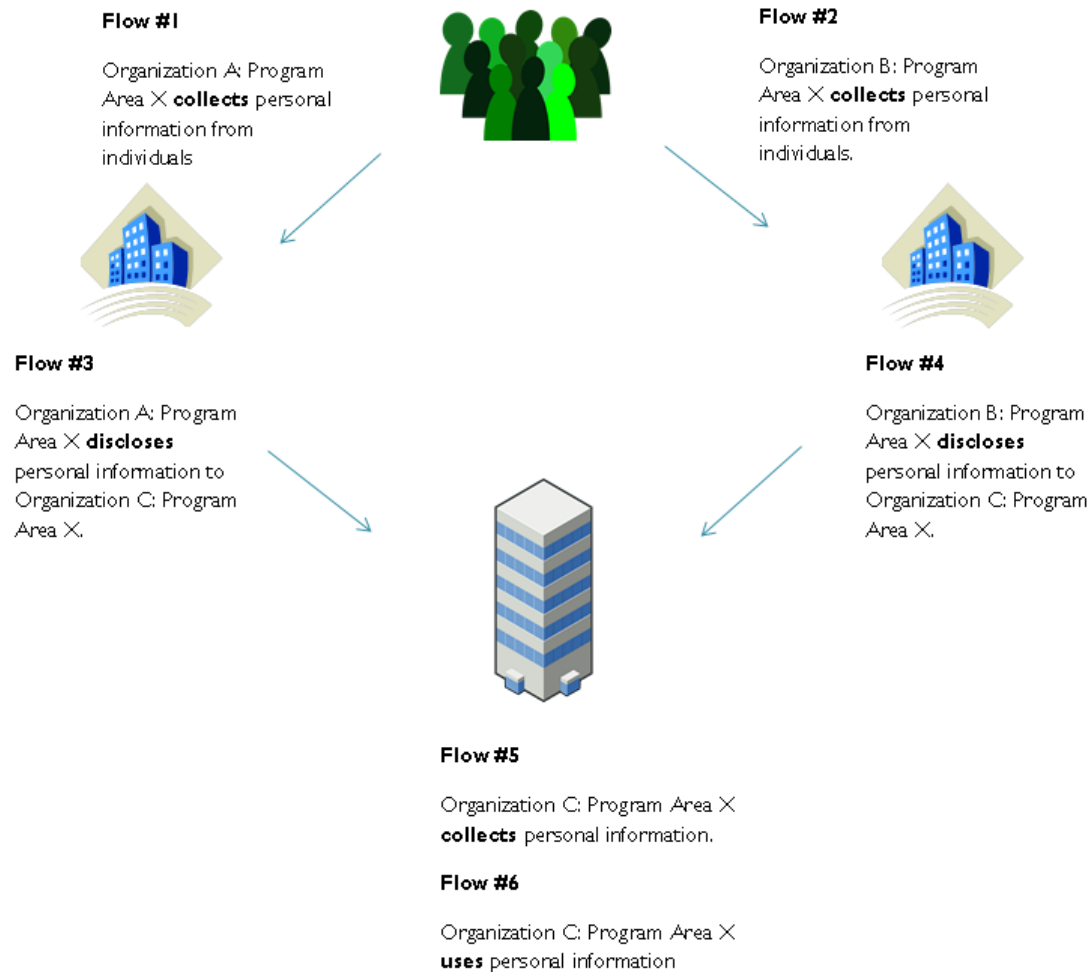 Flow #1
Organization A: Program
Area X collects personal
information from
individuals
Flow #2
Organization B: Program
Area X collects personal
information from
individuals.
Flow #3
Organization A: Program
Area X discloses
personal information to
Organization C: Program
Area X.
Flow #4
Organization B: Program
Area X discloses
personal information to
Organization C: Program
Area X.
Flow #5
Organization C: Program Area X
collects personal information.
Flow #6
Organization C: Program Area X
uses personal information